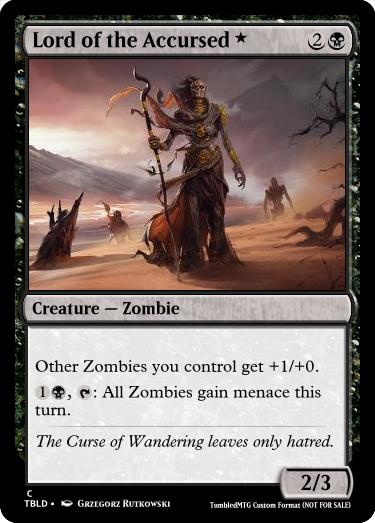 Lord of the Accursed ★ 2
Creature — Zombie
Other Zombies you control get +1/+0.
1 , : All Zombies gain menace this
turn.
The Curse of Wandering leaves only hatred.
2/3
C
TBLD • Grzegorz Rutkowski
TumbledMTG Custom Format (NOT FOR SALE)